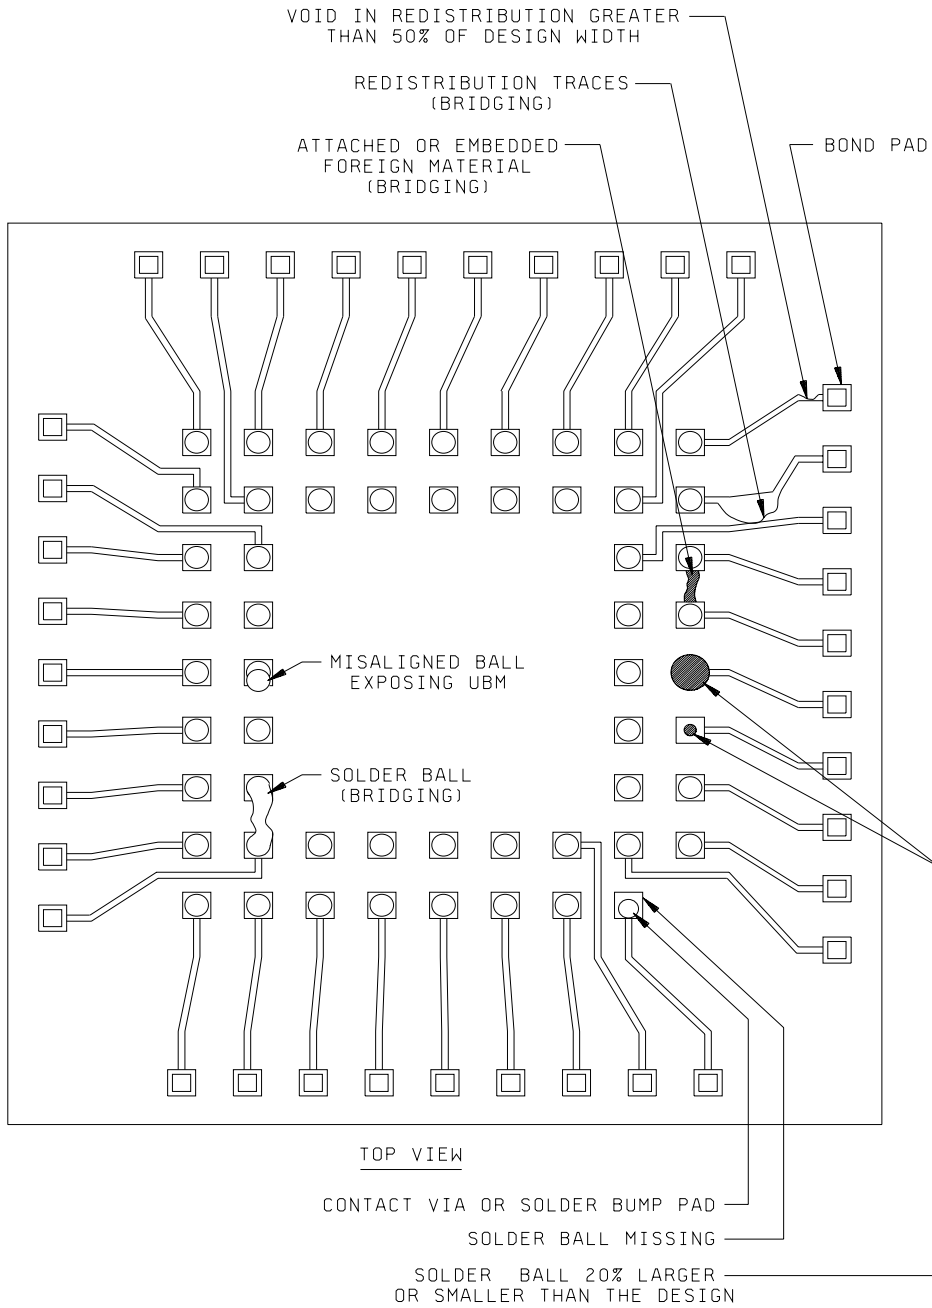 VOID IN REDISTRIBUTION GREATER
THAN 50% OF DESIGN WIDTH
REDISTRIBUTION TRACES
(BRIDGING)
ATTACHED OR EMBEDDED
FOREIGN MATERIAL
(BRIDGING)
BOND PAD
MISALIGNED BALL
EXPOSING UBM
SOLDER BALL
(BRIDGING)
TOP VIEW
CONTACT VIA OR SOLDER BUMP PAD
SOLDER BALL MISSING
SOLDER BALL 20% LARGER
OR SMALLER THAN THE DESIGN